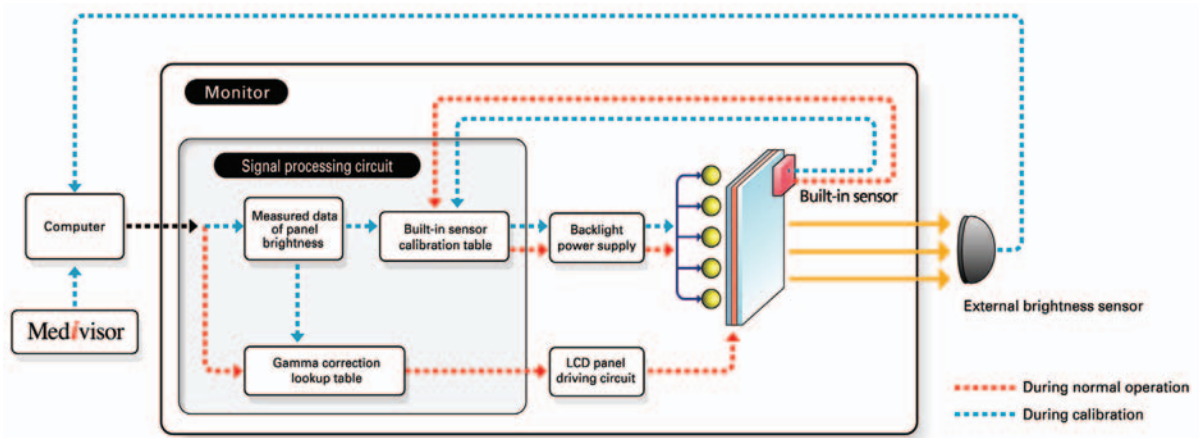 Monitor
Signal processing circuit
Computer
Measured data
of panel
brightness
Built-in sensor
calibration table
Backlight
power supply
Built-in sensor
Medivisor
External brightness sensor
Gamma correction
lookup table
LCD panel
driving circuit
During normal operation
During calibration